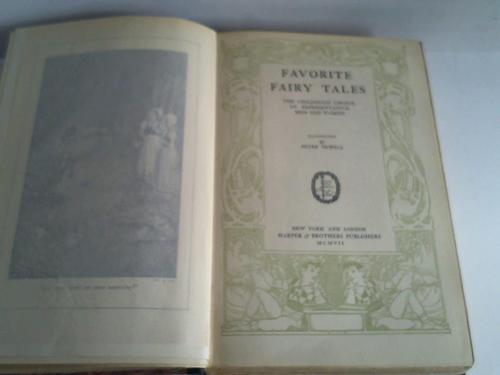 FAVORITE
FAIRY TALES
THE CHILDHOOD CHOICE
OF REPRESENTATIVE
MEN AND WOMEN
ILLUSTRATED
BY
PETER NEWELL
NEW YORK AND LONDON
HARPER & BROTHERS PUBLISHERS
MCMVII